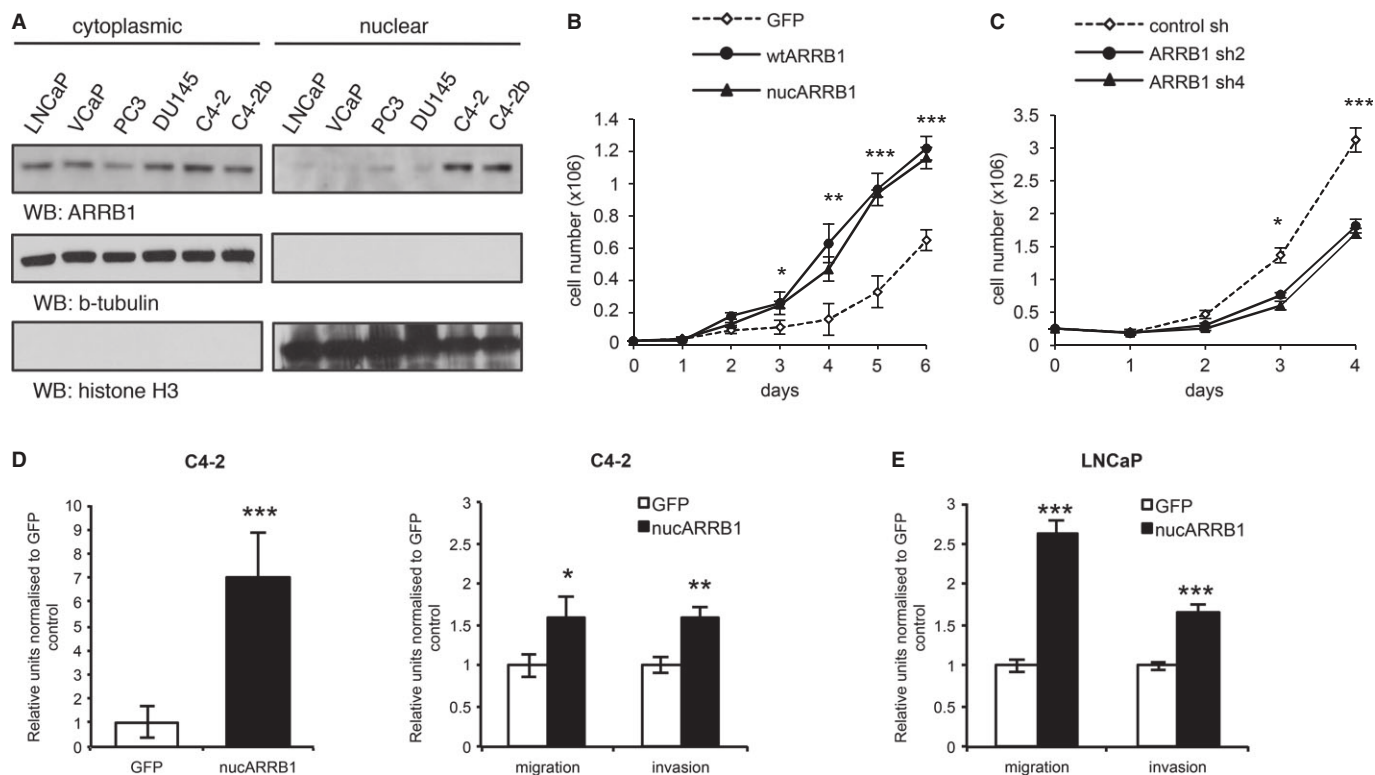 A
cytoplasmic
nuclear
LNCaP
VCaP
PC3
DU145
C4-2
C4-2b
LNCaP
VCaP
PC3
DU145
C4-2
C4-2b
WB: ARRB1
WB: b-tubulin
WB: histone H3
B
GFP
wtARRB1
nucARRB1
cell number (x106)
1.4
1.2
1
0.8
0.6
0.4
0.2
0
*
**
***
***
0 1 2 3 4 5 6
days
C
control sh
ARRB1 sh2
ARRB1 sh4
cell number (x106)
3.5
3
2.5
2
1.5
1
0.5
0
*
***
0 1 2 3 4
days
D
C4-2
Relative units normalised to GFP
control
10
9
8
7
6
5
4
3
2
1
0
***
GFP nucARRB1
C4-2
GFP
nucARRB1
Relative units normalised to GFP
control
3
2.5
2
1.5
1
0.5
0
*
**
migration invasion
E
LNCaP
GFP
nucARRB1
Relative units normalised to GFP
control
3
2.5
2
1.5
1
0.5
0
***
***
migration invasion